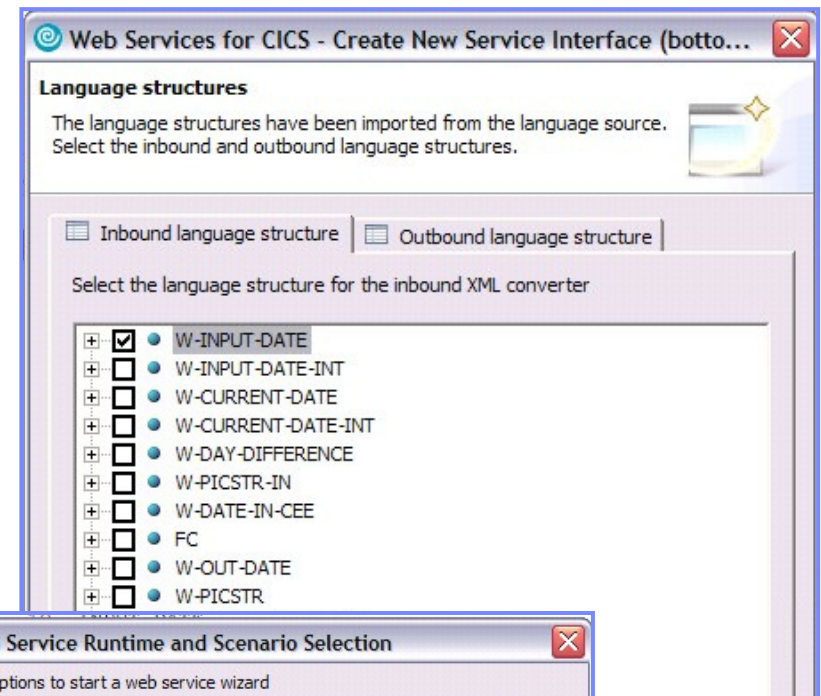 Web Services for CICS - Create New Service Interface (botto...
Language structures
The language structures have been imported from the language source.
Select the inbound and outbound language structures.
Inbound language structure
Outbound language structure
Select the language structure for the inbound XML converter
W-INPUT-DATE
W-INPUT-DATE-INT
W-CURRENT-DATE
W-CURRENT-DATE-INT
W-DAY-DIFFERENCE
W-PICSTR-IN
W-DATE-IN-CEE
FC
W-OUT-DATE
W-PICSTR
Service Runtime and Scenario Selection
ptions to start a web service wizard